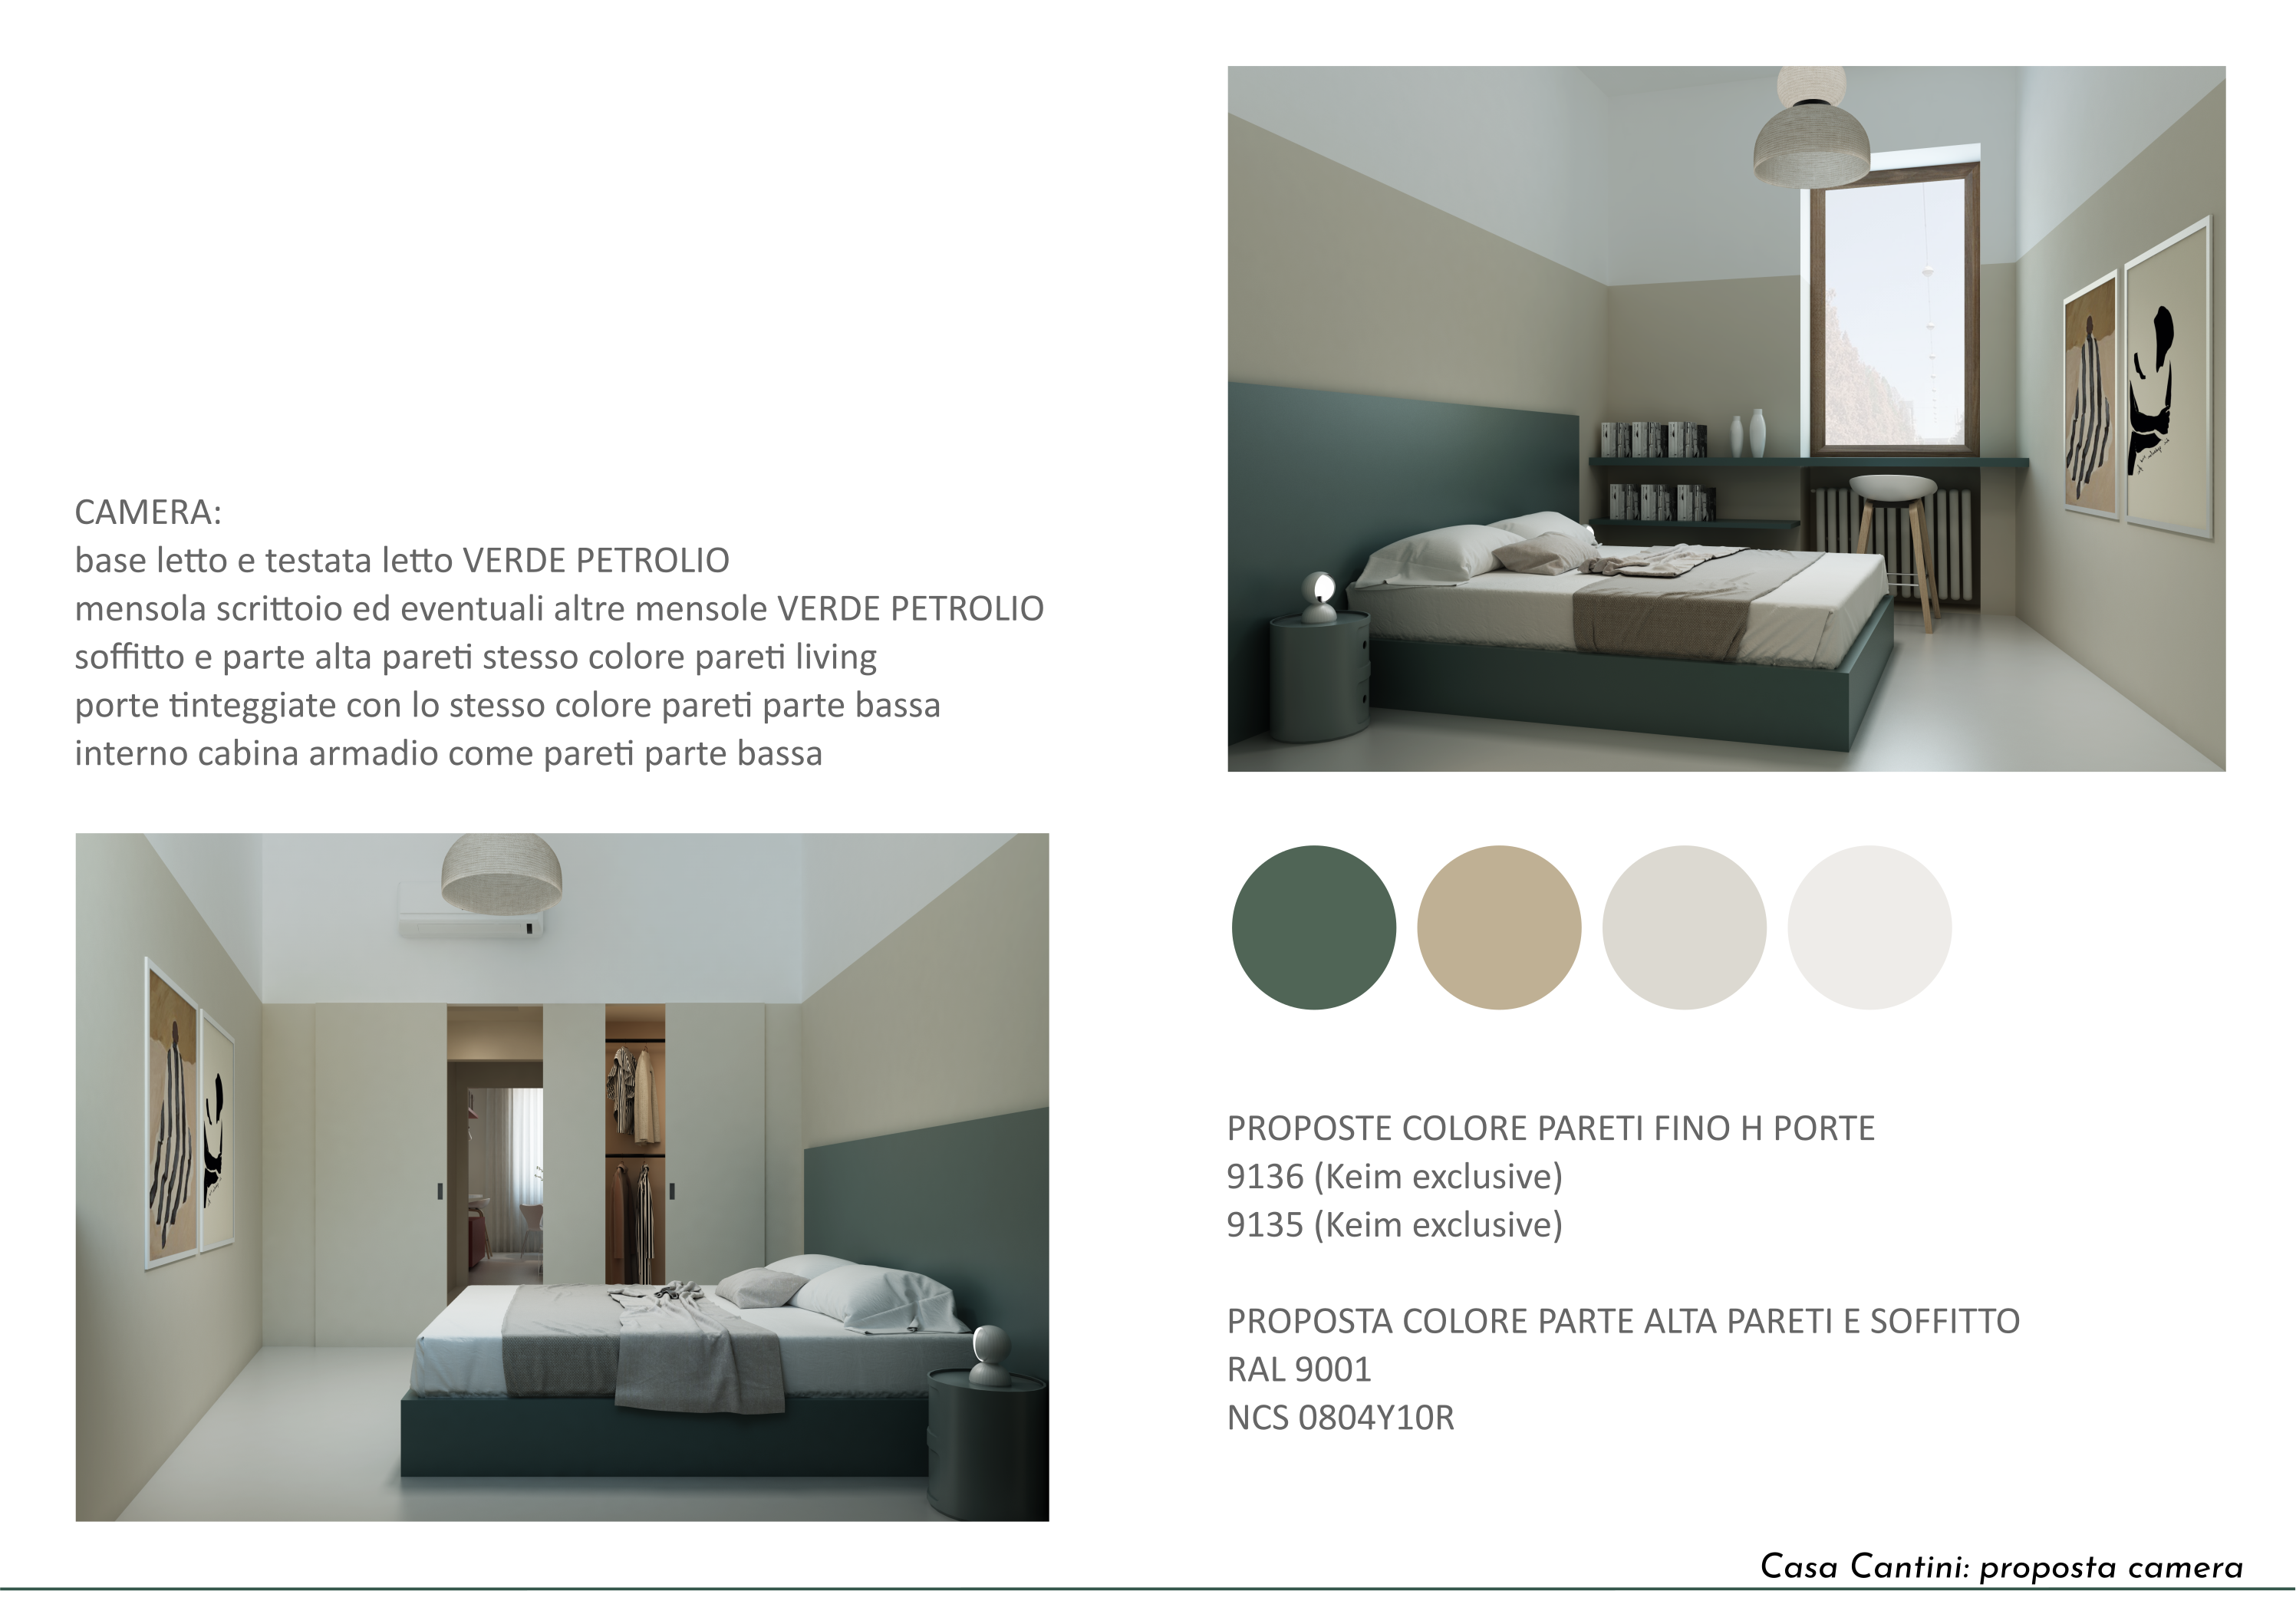 CAMERA:
base letto e testata letto VERDE PETROLIO
mensola scrittoio ed eventuali altre mensole VERDE PETROLIO
soffitto e parte alta pareti stesso colore pareti living
porte tinteggiate con lo stesso colore pareti parte bassa
interno cabina armadio come pareti parte bassa
PROPOSTE COLORE PARETI FINO H PORTE
9136 (Keim exclusive)
9135 (Keim exclusive)
PROPOSTA COLORE PARTE ALTA PARETI E SOFFITTO
RAL 9001
NCS 0804Y10R
Casa Cantini: proposta camera